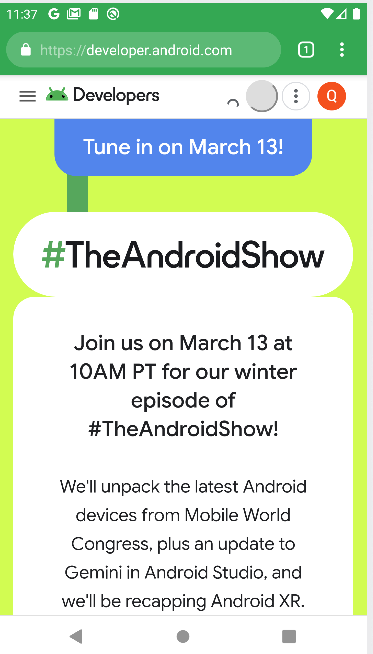 11:37
https://developer.android.com
1
Developers
Q
Tune in on March 13!
#TheAndroidShow
Join us on March 13 at
10AM PT for our winter
episode of
#TheAndroidShow!
We'll unpack the latest Android
devices from Mobile World
Congress, plus an update to
Gemini in Android Studio, and
we'll be recapping Android XR.